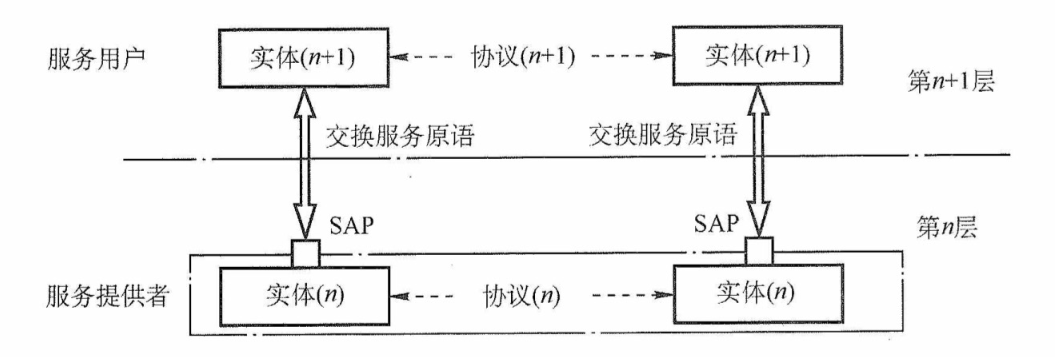 服务用户
实体(n+1)
协议(n+1)
实体(n+1)
第n+1层
交换服务原语
交换服务原语
SAP
SAP
第n层
服务提供者
实体(n)
协议(n)
实体(n)